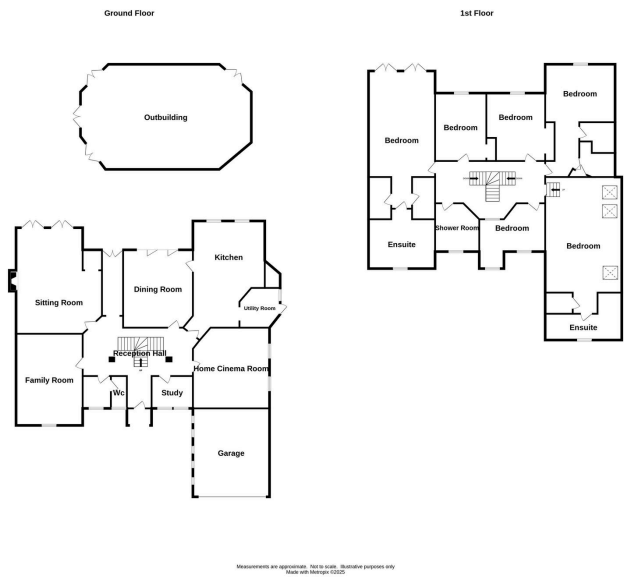 Ground Floor
1st Floor
Outbuilding
Sitting Room
Dining Room
Kitchen
Utility Room
Reception Hall
Family Room
Home Cinema Room
Wc
Study
Garage
Bedroom
Bedroom
Bedroom
Bedroom
Ensuite
Shower Room
Bedroom
Bedroom
Ensuite
Measurements are approximate. Not to scale. Illustrative purposes only
Made with Metropix ©2025